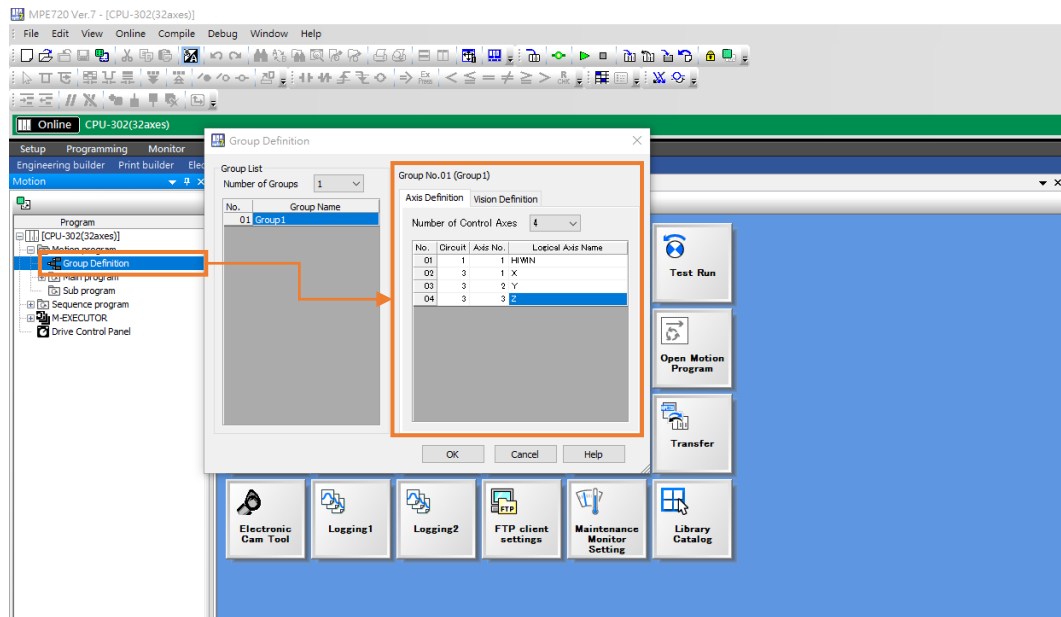 MPE720 Ver.7 - [CPU-302(32axes)]
File Edit View Online Compile Debug Window Help
Online CPU-302(32axes)
Setup Programming Monitor
Engineering builder Print builder Elec
Motion
Program
[CPU-302(32axes)]
Motion program
Group Definition
Main program
Sub program
Sequence program
M-EXECUTOR
Drive Control Panel
Group Definition
Group List
Number of Groups 1
No. Group Name
01 Group1
Group No.01 (Group1)
Axis Definition Vision Definition
Number of Control Axes 4
No. Circuit Axis No. Logical Axis Name
01 1 1 HIWIN
02 3 1 X
03 3 2 Y
04 3 3 Z
OK Cancel Help
Test Run
Open Motion
Program
Transfer
Electronic
Cam Tool
Logging1
Logging2
FTP
FTP client
settings
Maintenance
Monitor
Setting
Library
Catalog